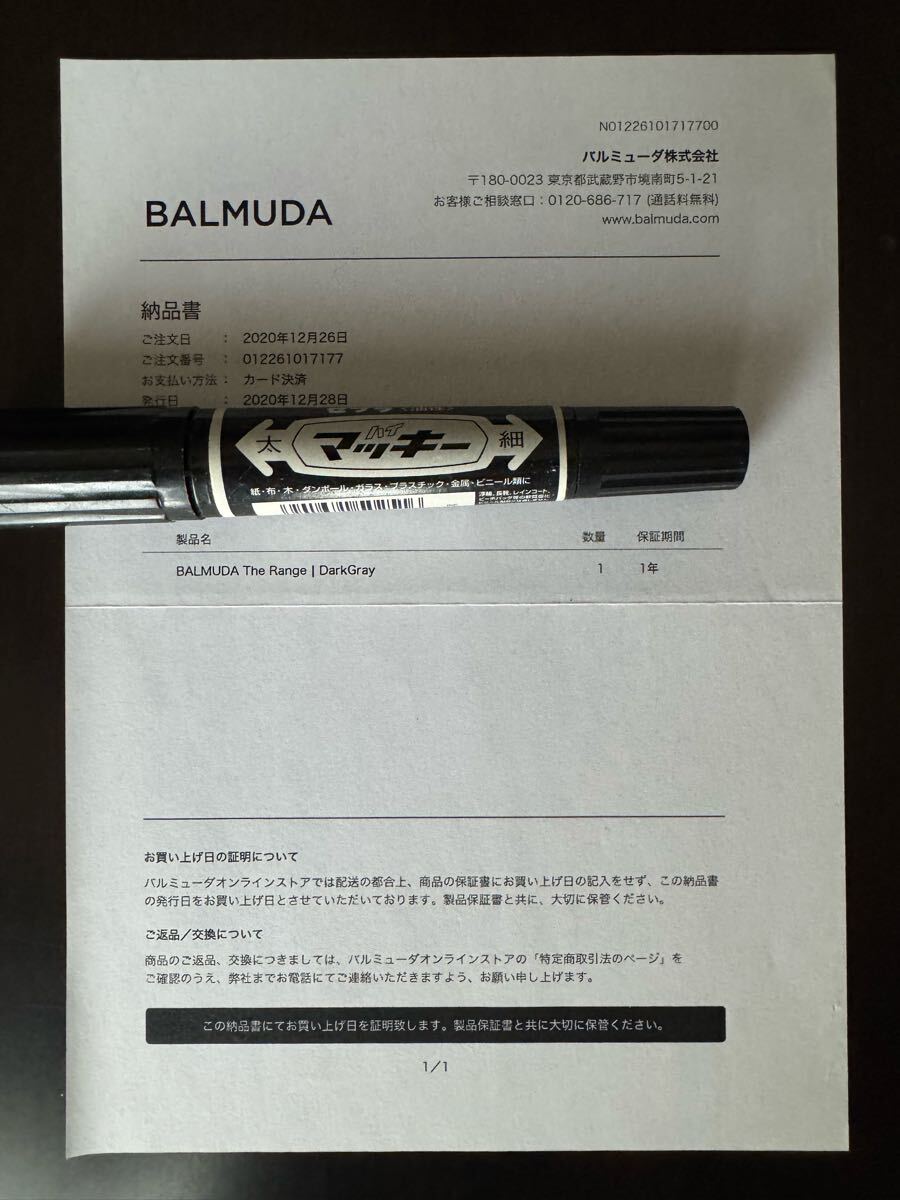 N01226101717700
バルミューダ株式会社
〒180-0023 東京都武蔵野市境南町5-1-21
お客様ご相談窓口：0120-686-717 (通話料無料)
www.balmuda.com
BALMUDA
納品書
ご注文日 ： 2020年12月26日
ご注文番号 ： 012261017177
お支払い方法： カード決済
発行日 ： 2020年12月28日
太 ハイ マッキー 細
紙・布・木・ダンボール・ガラス・プラスチック・金属・ビニール類に
製品名 数量 保証期間
BALMUDA The Range | DarkGray 1 1年
お買い上げ日の証明について
バルミューダオンラインストアでは配送の都合上、商品の保証書にお買い上げ日の記入をせず、この納品書
の発行日をお買い上げ日とさせていただいております。製品保証書と共に、大切に保管ください。
ご返品／交換について
商品のご返品、交換につきましては、バルミューダオンラインストアの「特定商取引法のページ」を
ご確認のうえ、弊社までお電話にてご連絡いただきますよう、お願い申し上げます。
この納品書にてお買い上げ日を証明致します。製品保証書と共に大切に保管ください。
1／1